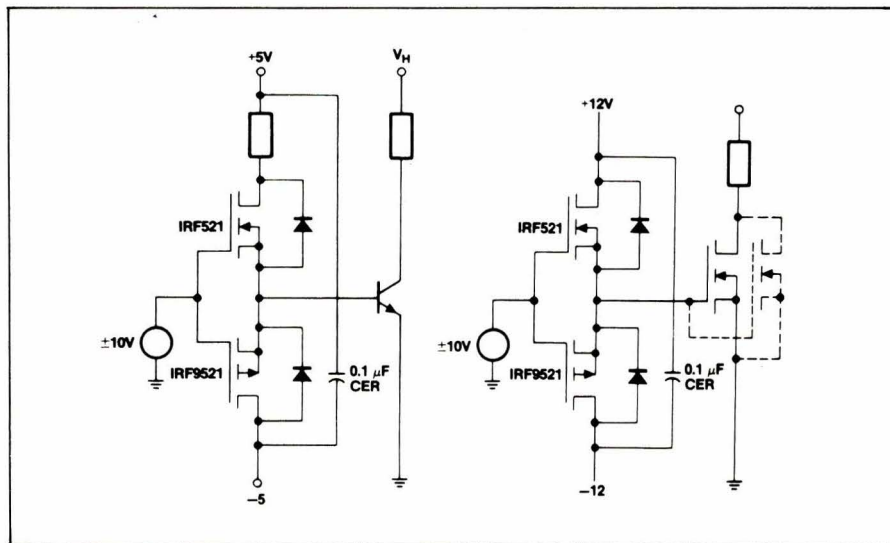 +5V
V_H
IRF521
±10V
IRF9521
0.1 μF
CER
–5
+12V
IRF521
±10V
IRF9521
0.1 μF
CER
–12